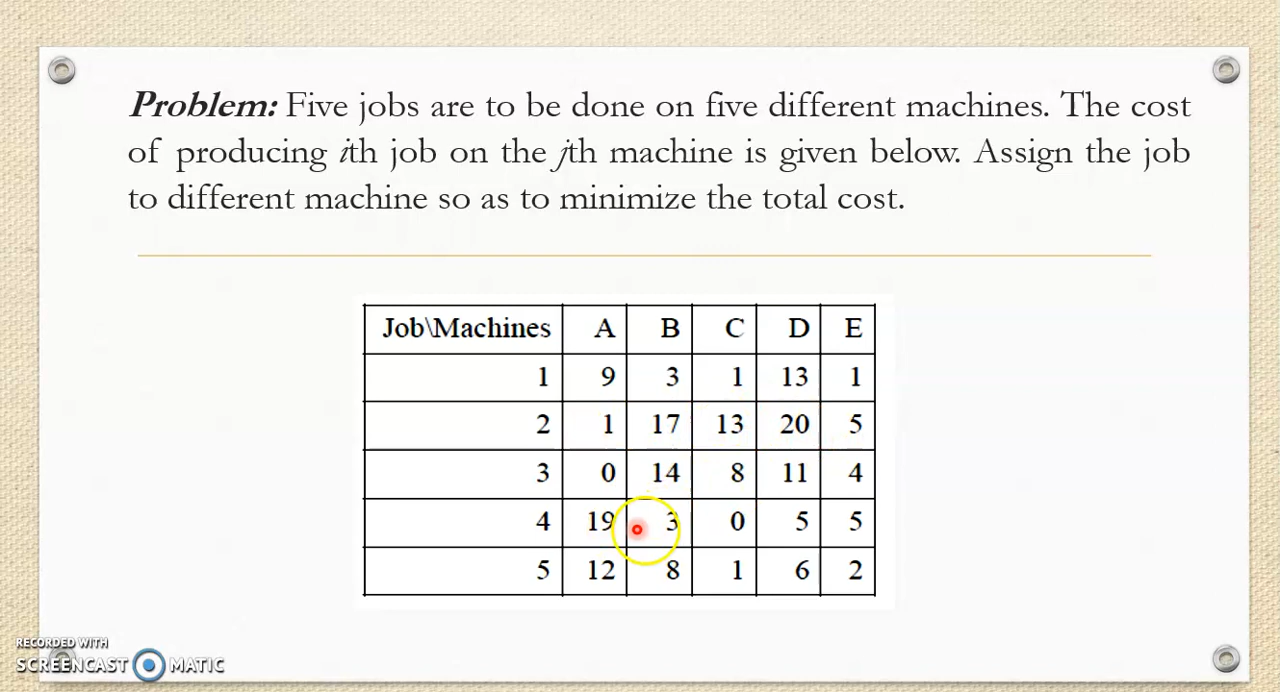 Problem: Five jobs are to be done on five different machines. The cost
of producing ith job on the jth machine is given below. Assign the job
to different machine so as to minimize the total cost.
Job\Machines A B C D E
1 9 3 1 13 1
2 1 17 13 20 5
3 0 14 8 11 4
4 19 3 0 5 5
5 12 8 1 6 2
RECORDED WITH
SCREENCAST MATIC